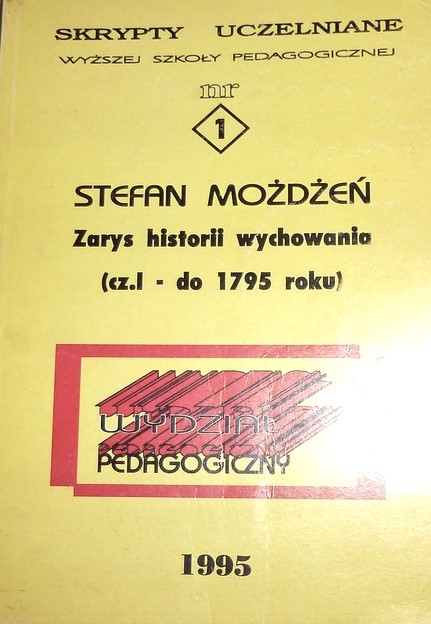 SKRYPTY UCZELNIANE
WYŻSZEJ SZKOŁY PEDAGOGICZNEJ
nr
1
STEFAN MOŻDŻEŃ
Zarys historii wychowania
(cz.I - do 1795 roku)
WYDZIAŁ
PEDAGOGICZNY
1995